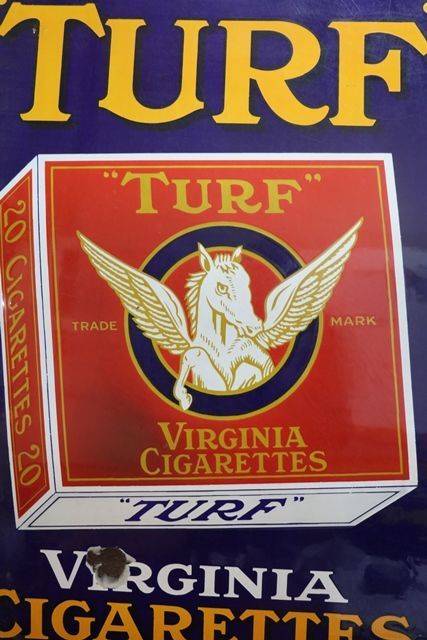 "TURF
"TURF"
TRADE MARK
VIRGINIA
CIGARETTES
20 CIGARETTES 20
"TURF"
VIRGINIA
CIGARETTES